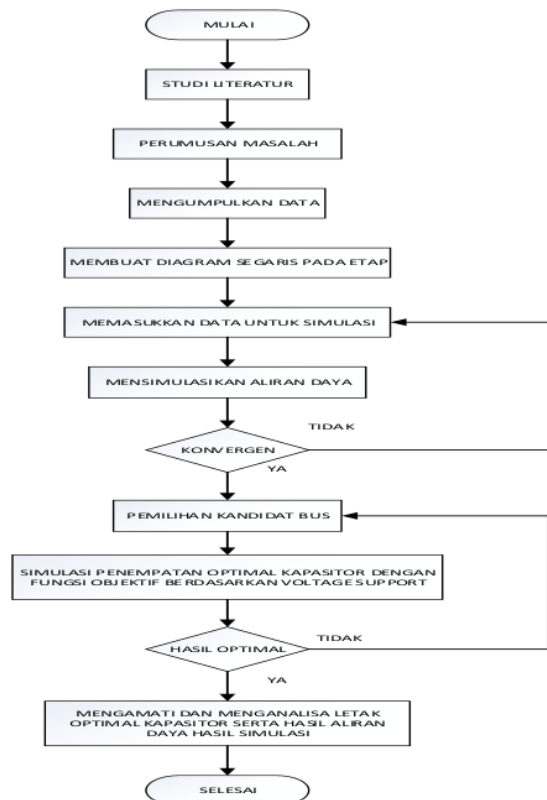 MULAI
STUDI LITERATUR
PERUMUSAN MASALAH
MENGUMPULKAN DATA
MEMBUAT DIAGRAM SEGARIS PADA ETAP
MEMASUKKAN DATA UNTUK SIMULASI
MENSIMULASIKAN ALIRAN DAYA
TIDAK
KONVERGEN
YA
PEMILIHAN KANDIDAT BUS
SIMULASI PENEMPATAN OPTIMAL KAPASITOR DENGAN
FUNGSI OBJEKTIF BERDASARKAN VOLTAGE SUPPORT
TIDAK
HASIL OPTIMAL
YA
MENGAMATI DAN MENGANALISA LETAK
OPTIMAL KAPASITOR SERTA HASIL ALIRAN
DAYA HASIL SIMULASI
SELESAI